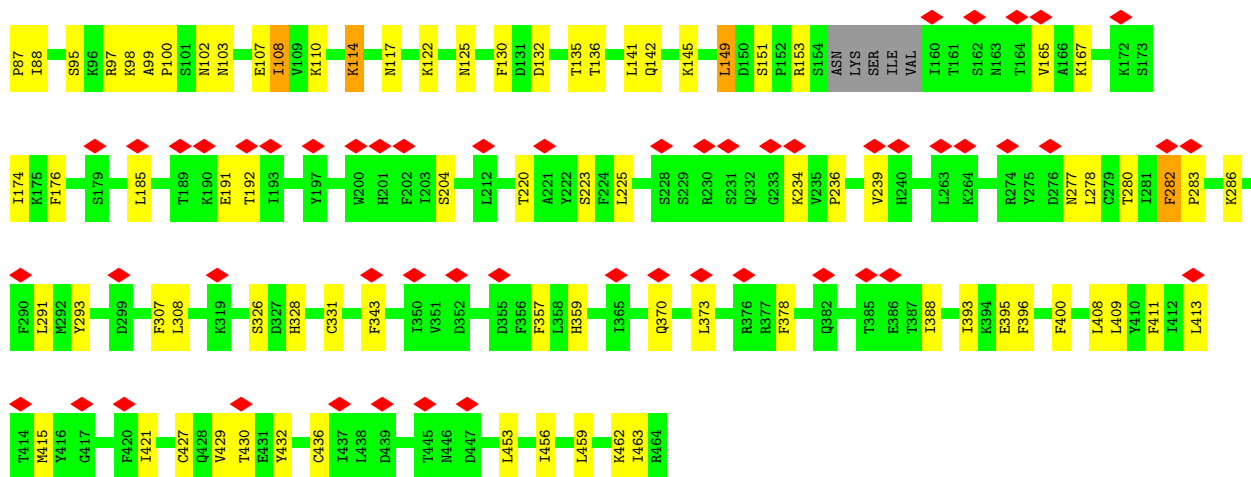 P87 I88 S95 K96 R97 K98 A99 P100 S101 N102 N103 E107 I108 V109 K110 K114 N117 K122 N125 F130 D131 D132 T135 T136 L141 Q142 K145 L149 D150 S151 P152 R153 S154 ASN LYS SER ILE VAL I160 T161 S162 N163 T164 V165 A166 K167 K172 S173
I174 K175 F176 S179 L185 T189 K190 E191 T192 I193 Y197 W200 H201 F202 I203 S204 L212 T220 A221 Y222 S223 F224 L225 S228 S229 R230 S231 Q232 G233 K234 V235 P236 V239 H240 L263 K264 R274 Y275 D276 N277 L278 C279 T280 I281 F282 P283 K286
F290 L291 M292 Y293 D299 F307 L308 K319 S326 D327 H328 C331 F343 I350 V351 D352 D355 F356 F357 L358 H359 I365 Q370 L373 R376 R377 F378 Q382 T385 E386 T387 I388 I393 K394 E395 F396 F400 L408 L409 Y410 F411 I412 L413
T414 M415 Y416 G417 F420 I421 C427 Q428 V429 T430 E431 Y432 C436 I437 L438 D439 T445 N446 D447 L453 I456 L459 K462 I463 R464